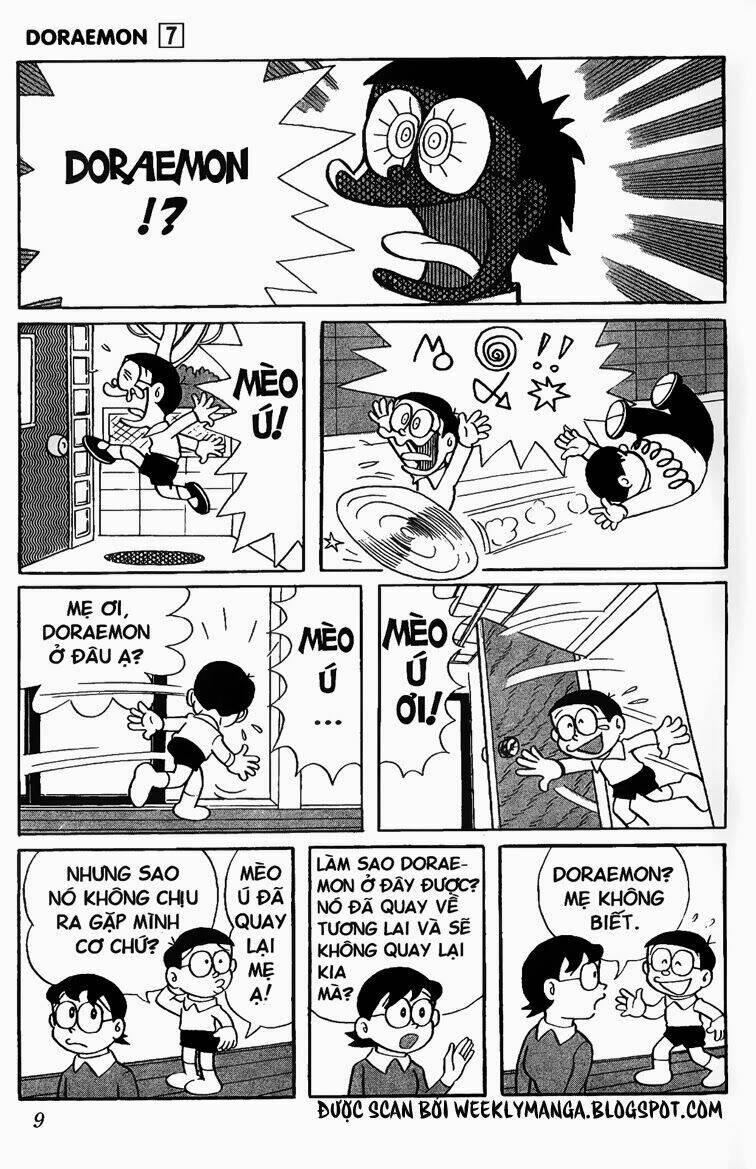 DORAEMON 7
DORAEMON
!?
MÈO
Ú!
!!
MẸ ƠI,
DORAEMON
Ở ĐÂU Ạ?
MÈO
Ú
...
MÈO
Ú
ƠI!
NHƯNG SAO
NÓ KHÔNG CHỊU
RA GẶP MÌNH
CƠ CHỨ?
MÈO
Ú ĐÃ
QUAY
LẠI
MẸ
Ạ!
LÀM SAO DORAE-
MON Ở ĐÂY ĐƯỢC?
NÓ ĐÃ QUAY VỀ
TƯƠNG LAI VÀ SẼ
KHÔNG QUAY LẠI
KIA
MÀ?
DORAEMON?
MẸ KHÔNG
BIẾT.
9
ĐƯỢC SCAN BỞI WEEKLYMANGA.BLOGSPOT.COM